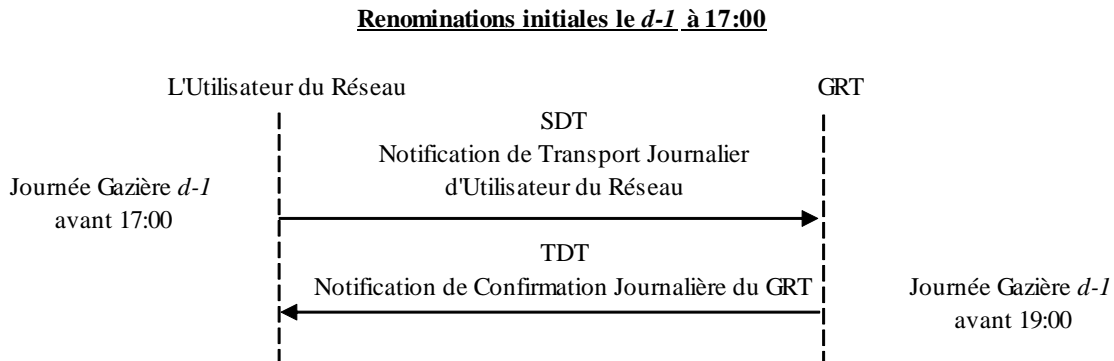 Renominations initiales le d-1 à 17:00
L'Utilisateur du Réseau
GRT
SDT
Notification de Transport Journalier
d'Utilisateur du Réseau
Journée Gazière d-1
avant 17:00
TDT
Notification de Confirmation Journalière du GRT
Journée Gazière d-1
avant 19:00